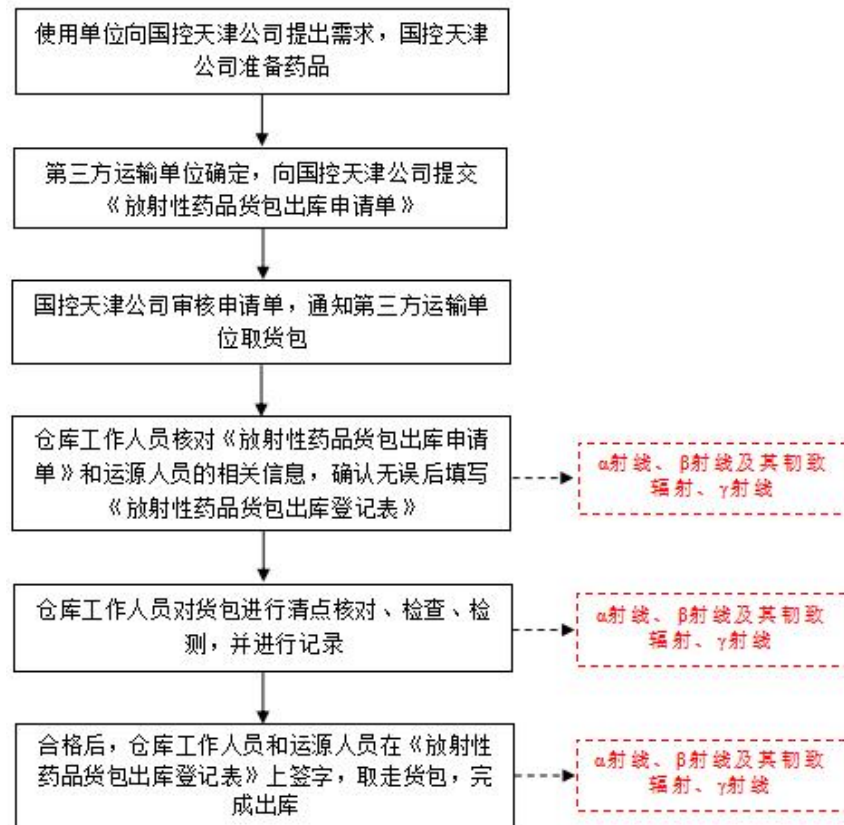 使用单位向国控天津公司提出需求，国控天津
公司准备药品
第三方运输单位确定，向国控天津公司提交
《放射性药品货包出库申请单》
国控天津公司审核申请单，通知第三方运输单
位取货包
仓库工作人员核对《放射性药品货包出库申请
单》和运源人员的相关信息，确认无误后填写
《放射性药品货包出库登记表》
α射线、β射线及其韧致
辐射、γ射线
仓库工作人员对货包进行清点核对、检查、检
测，并进行记录
α射线、β射线及其韧致
辐射、γ射线
合格后，仓库工作人员和运源人员在《放射性
药品货包出库登记表》上签字，取走货包，完
成出库
α射线、β射线及其韧致
辐射、γ射线